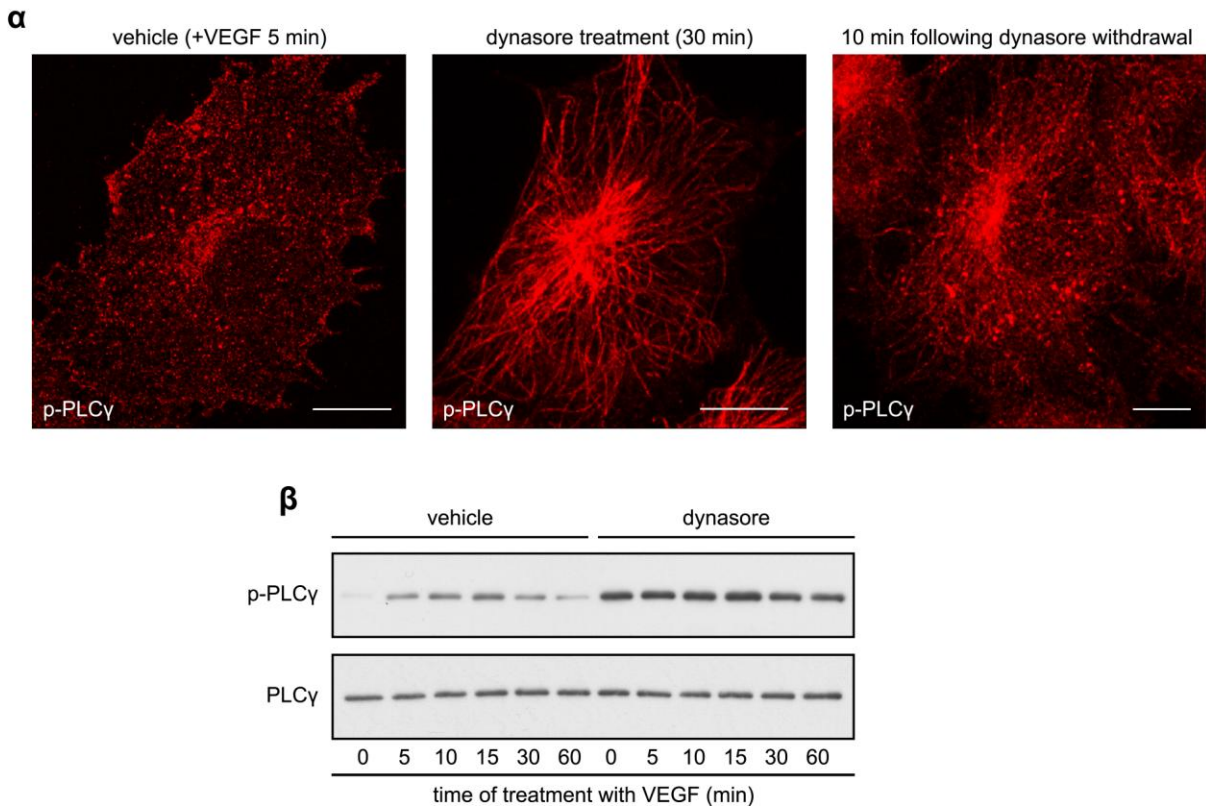 α
vehicle (+VEGF 5 min) dynasore treatment (30 min) 10 min following dynasore withdrawal
p-PLCγ p-PLCγ p-PLCγ
β
vehicle dynasore
p-PLCγ
PLCγ
0 5 10 15 30 60 0 5 10 15 30 60
time of treatment with VEGF (min)